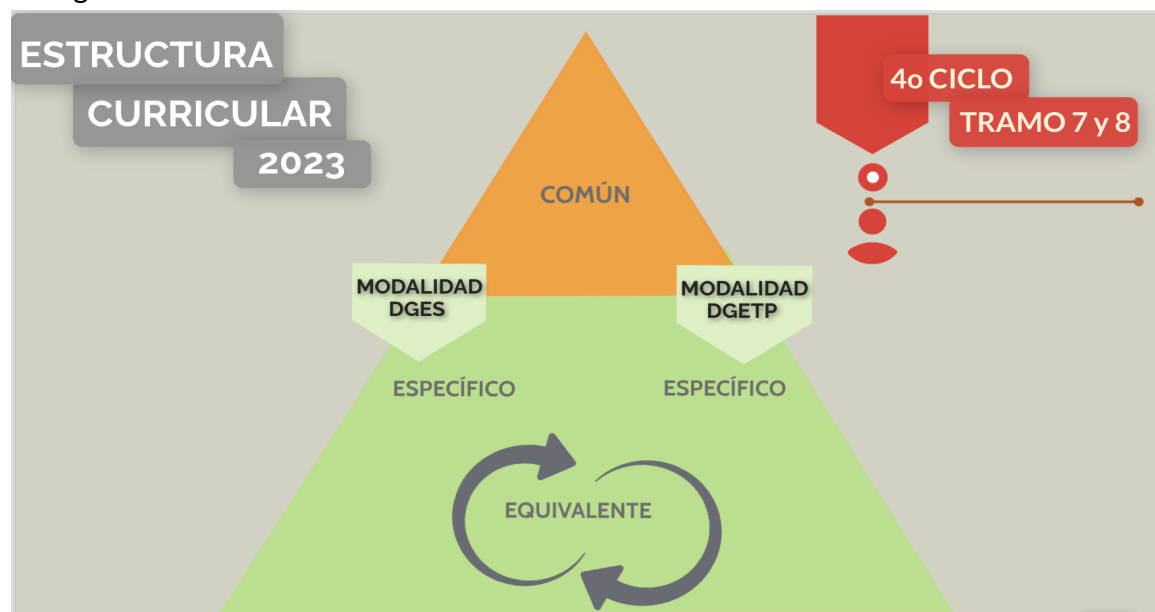 ESTRUCTURA
CURRICULAR
2023
4o CICLO
TRAMO 7 y 8
COMÚN
MODALIDAD
DGES
MODALIDAD
DGETP
ESPECÍFICO
ESPECÍFICO
EQUIVALENTE